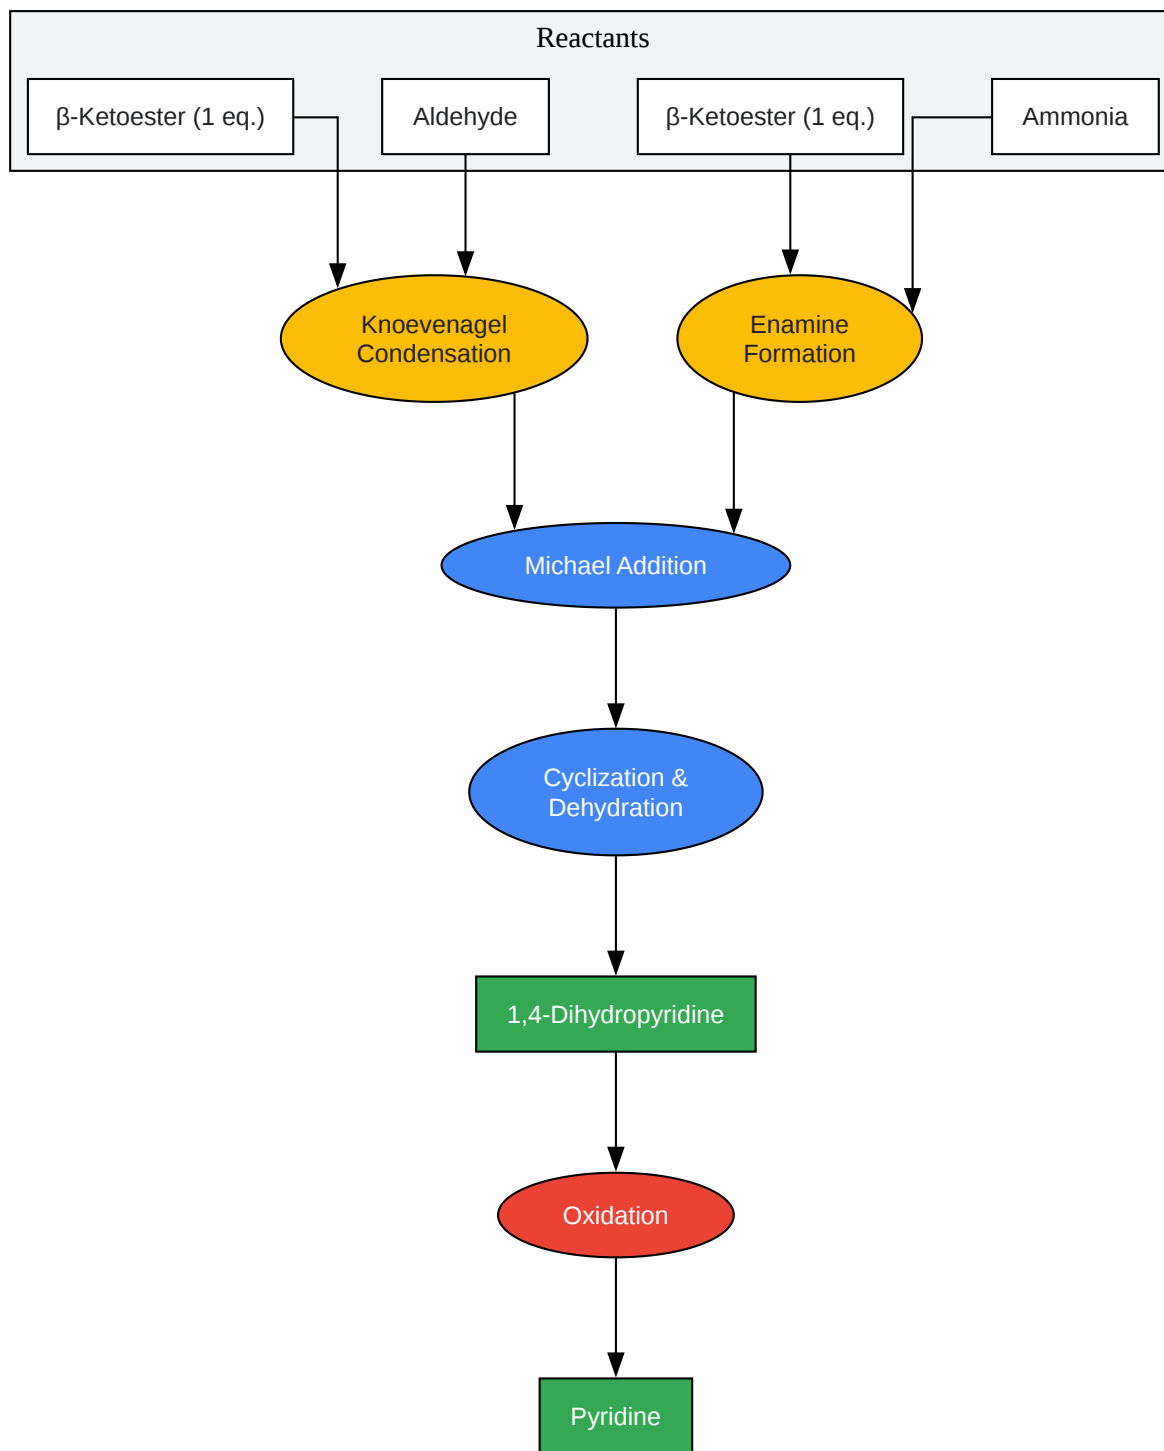 Reactants
β-Ketoester (1 eq.)
Aldehyde
β-Ketoester (1 eq.)
Ammonia
Knoevenagel
Condensation
Enamine
Formation
Michael Addition
Cyclization &
Dehydration
1,4-Dihydropyridine
Oxidation
Pyridine